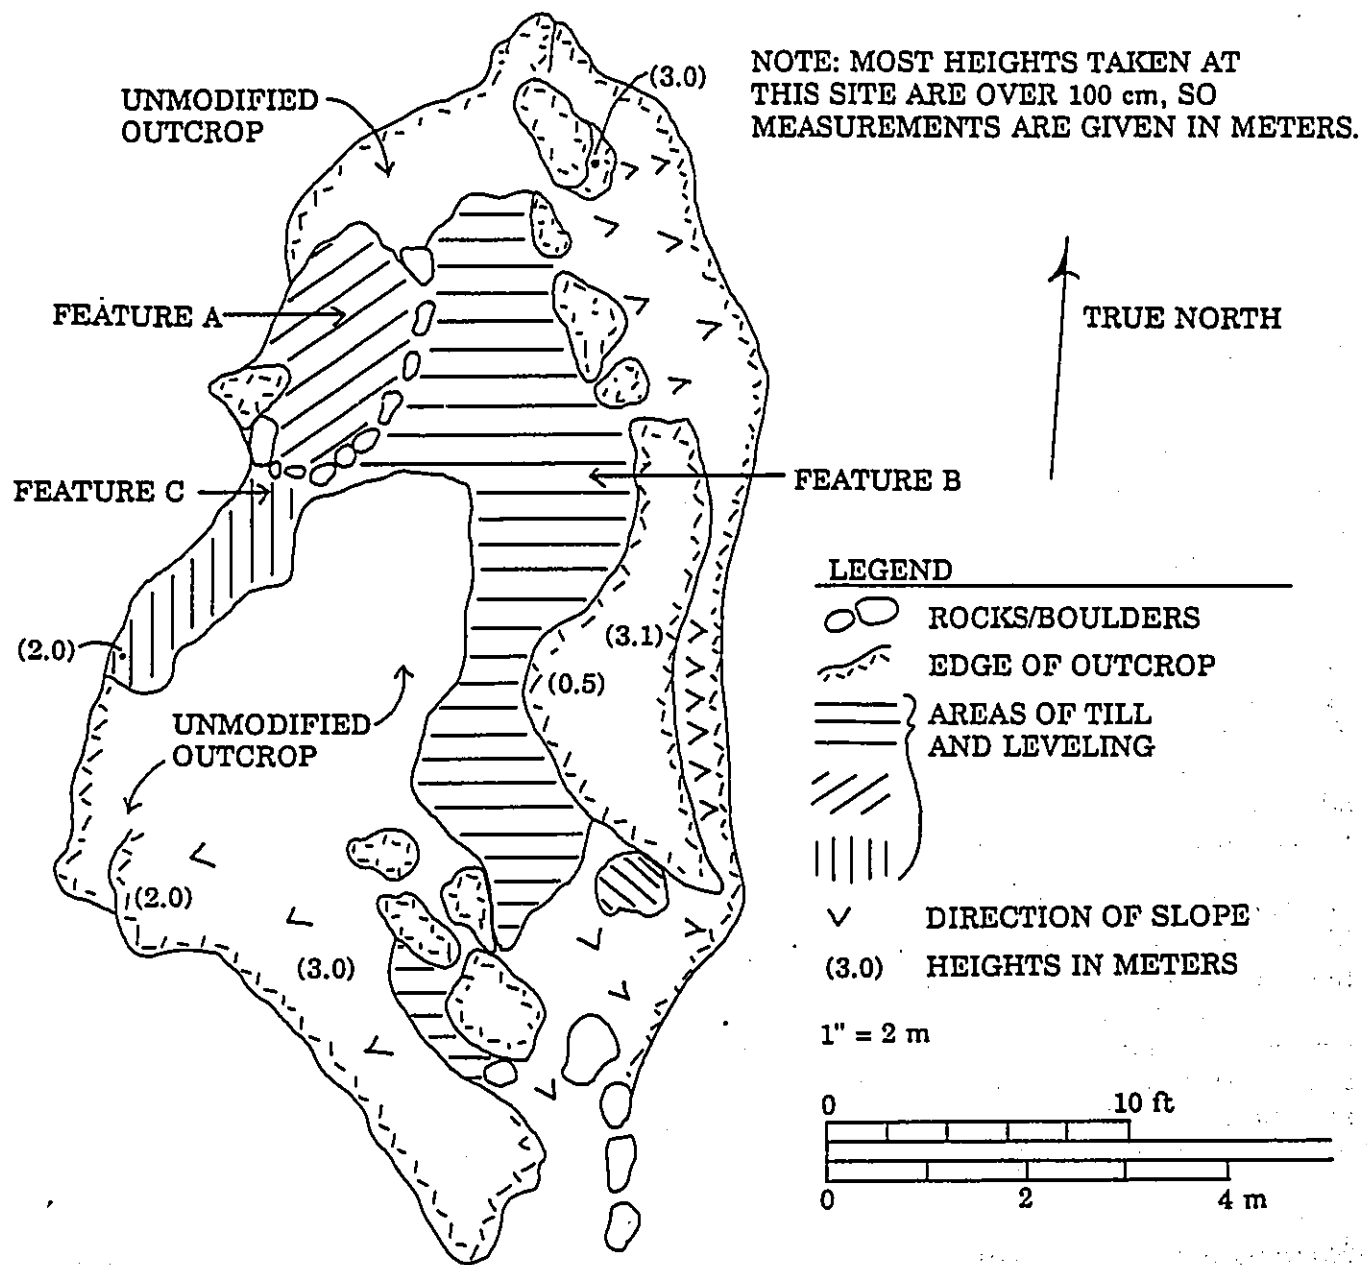 NOTE: MOST HEIGHTS TAKEN AT
THIS SITE ARE OVER 100 cm, SO
MEASUREMENTS ARE GIVEN IN METERS.
(3.0)
UNMODIFIED
OUTCROP
FEATURE A
TRUE NORTH
FEATURE C
FEATURE B
LEGEND
ROCKS/BOULDERS
EDGE OF OUTCROP
AREAS OF TILL
AND LEVELING
DIRECTION OF SLOPE
(3.0) HEIGHTS IN METERS
1" = 2 m
0 10 ft
0 2 4 m
(2.0)
(3.1)
(0.5)
UNMODIFIED
OUTCROP
(2.0)
(3.0)